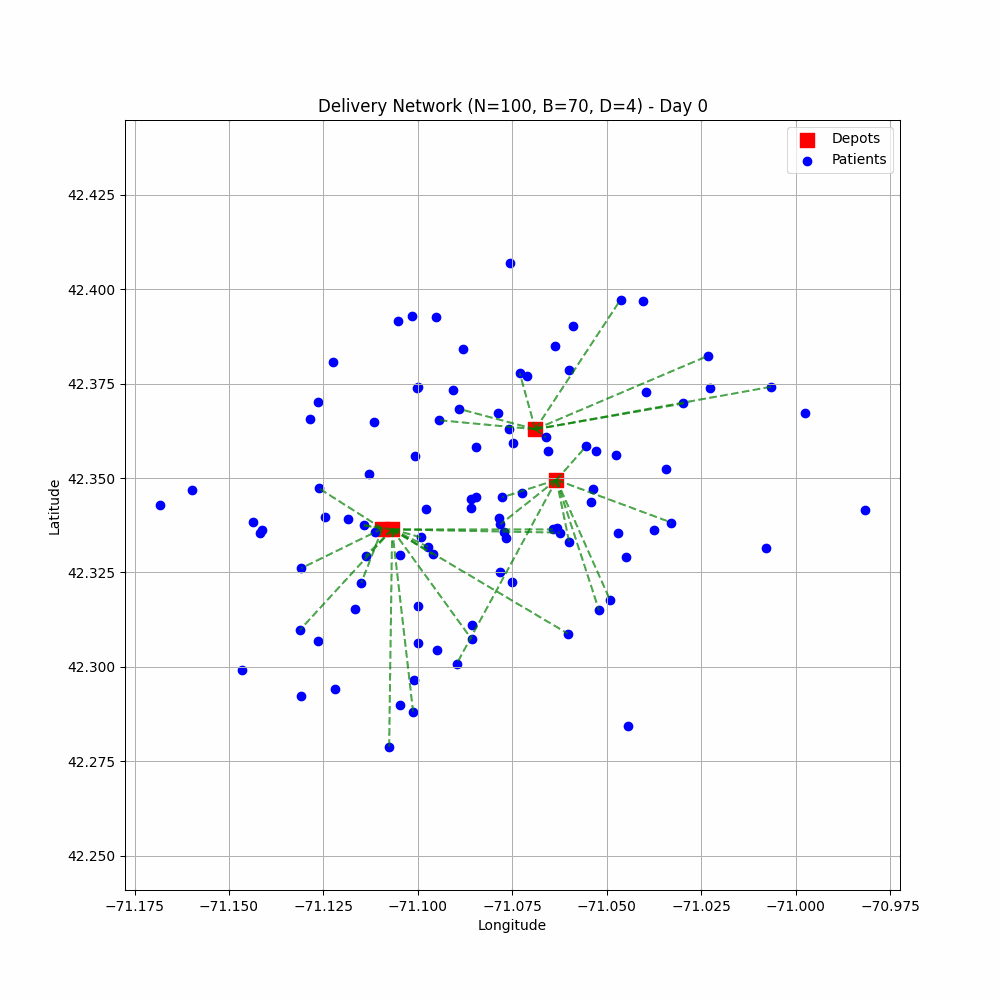 Delivery Network (N=100, B=70, D=4) - Day 0
Depots
Patients
Latitude
42.425
42.400
42.375
42.350
42.325
42.300
42.275
42.250
−71.175 −71.150 −71.125 −71.100 −71.075 −71.050 −71.025 −71.000 −70.975
Longitude